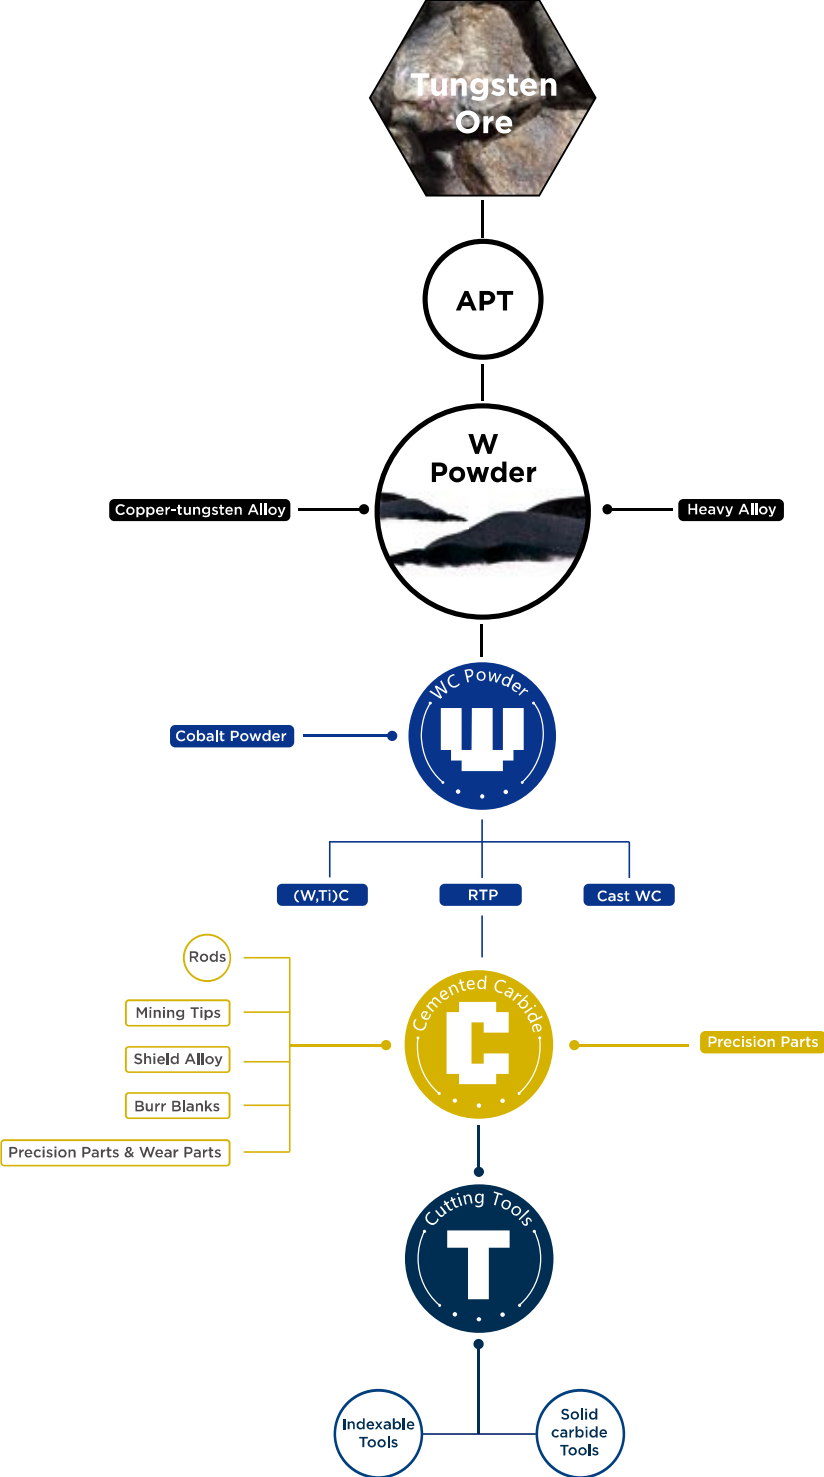 Tungsten
Ore
APT
W
Powder
Copper-tungsten Alloy
Heavy Alloy
WC Powder
W
Cobalt Powder
(W,Ti)C
RTP
Cast WC
Rods
Mining Tips
Shield Alloy
Burr Blanks
Precision Parts & Wear Parts
Cemented Carbide
C
Precision Parts
Cutting Tools
T
Indexable
Tools
Solid
carbide
Tools